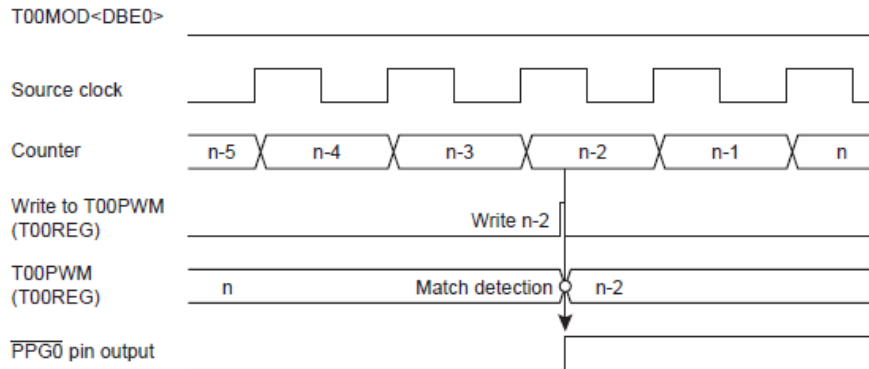 T00MOD<DBE0>
Source clock
Counter n-5 n-4 n-3 n-2 n-1 n
Write to T00PWM
(T00REG)
Write n-2
T00PWM
(T00REG)
n Match detection n-2
PPG0 pin output